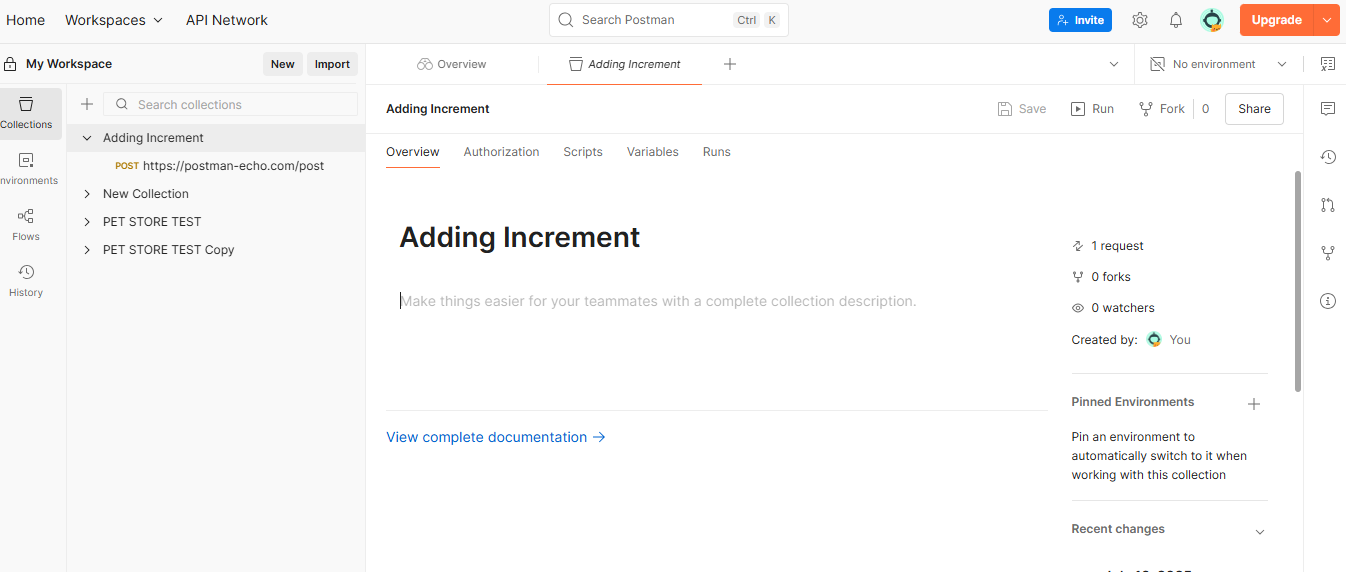 Home Workspaces API Network Search Postman Ctrl K Invite Upgrade
My Workspace New Import Overview Adding Increment No environment
Search collections
Collections
Adding Increment
POST https://postman-echo.com/post
New Collection
PET STORE TEST
PET STORE TEST Copy
nvironments
Flows
History
Adding Increment Save Run Fork 0 Share
Overview Authorization Scripts Variables Runs
Adding Increment
Make things easier for your teammates with a complete collection description.
View complete documentation →
1 request
0 forks
0 watchers
Created by: You
Pinned Environments
Pin an environment to
automatically switch to it when
working with this collection
Recent changes